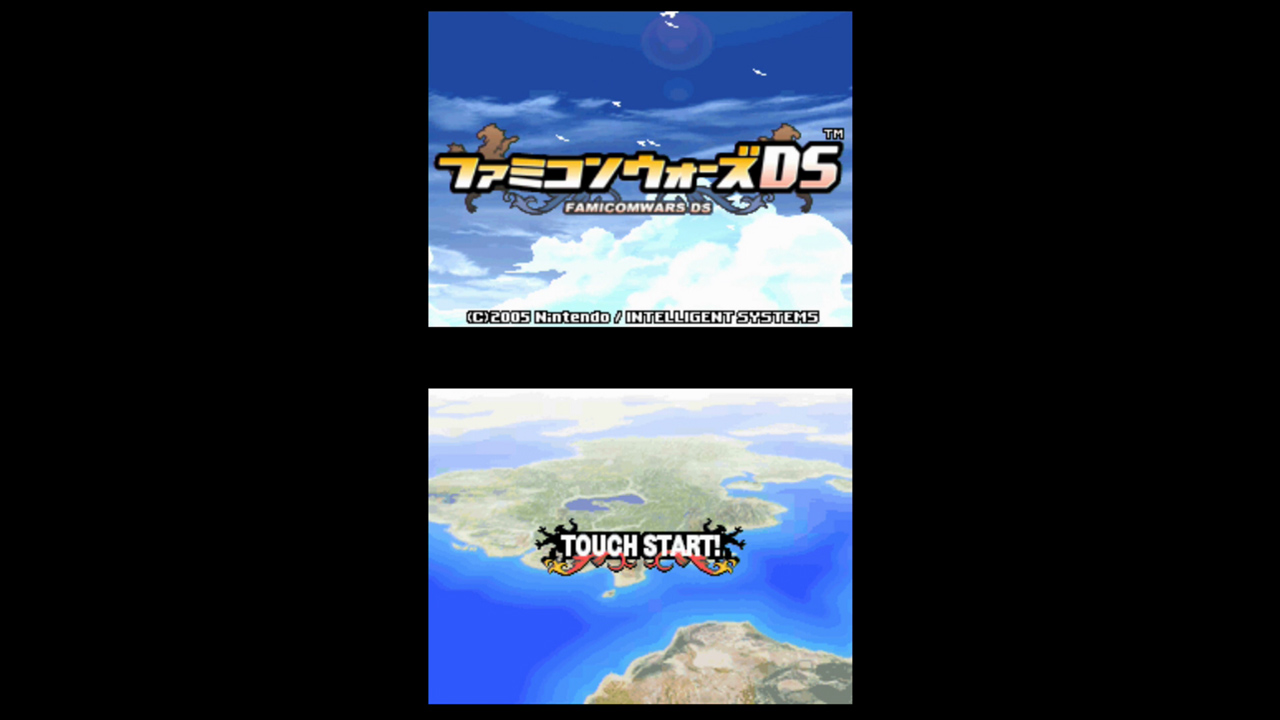 ファミコンウォーズDS TM
FAMICOMWARS DS
(C)2005 Nintendo / INTELLIGENT SYSTEMS
TOUCH START!